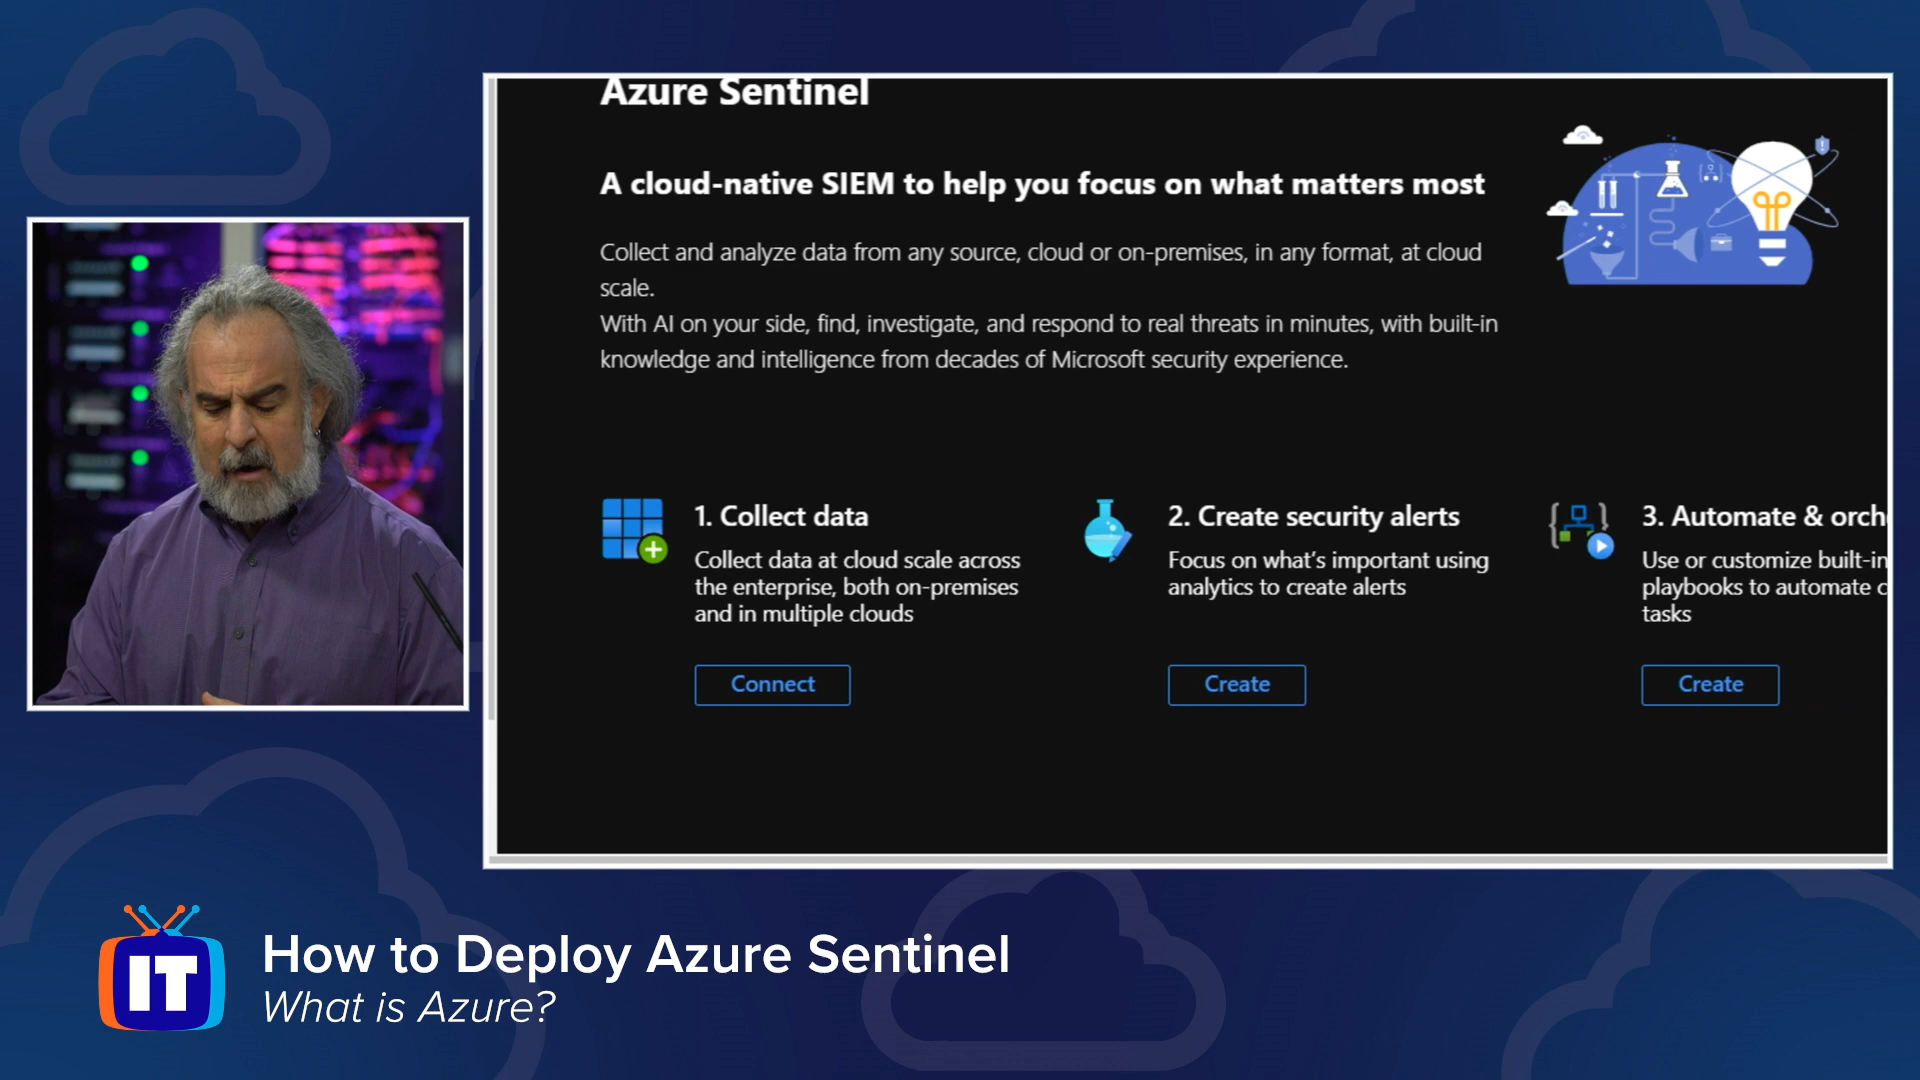 Azure Sentinel
A cloud-native SIEM to help you focus on what matters most
Collect and analyze data from any source, cloud or on-premises, in any format, at cloud
scale.
With AI on your side, find, investigate, and respond to real threats in minutes, with built-in
knowledge and intelligence from decades of Microsoft security experience.
1. Collect data
Collect data at cloud scale across
the enterprise, both on-premises
and in multiple clouds
Connect
2. Create security alerts
Focus on what's important using
analytics to create alerts
Create
3. Automate & orch
Use or customize built-in
playbooks to automate c
tasks
Create
IT
How to Deploy Azure Sentinel
What is Azure?